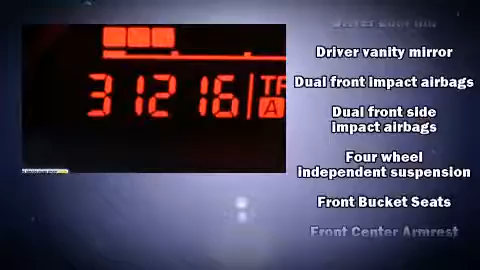 31216
TR
A
Driver vanity mirror
Dual front impact airbags
Dual front side
impact airbags
Four wheel
independent suspension
Front Bucket Seats
Front Center Armrest